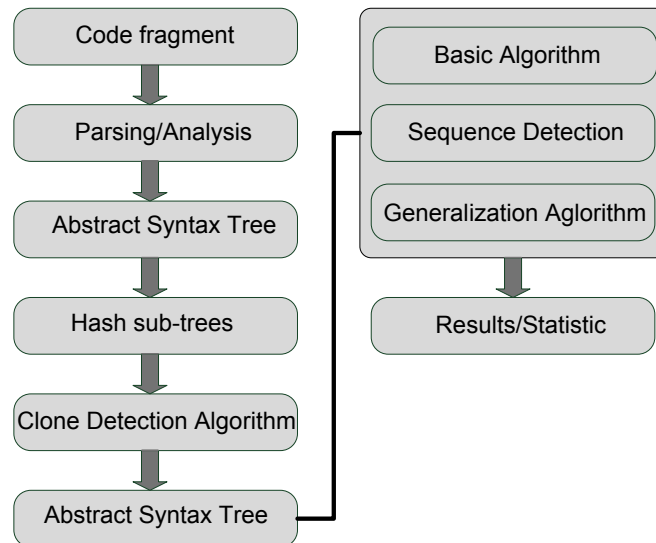 Code fragment
Parsing/Analysis
Abstract Syntax Tree
Hash sub-trees
Clone Detection Algorithm
Abstract Syntax Tree
Basic Algorithm
Sequence Detection
Generalization Aglorithm
Results/Statistic